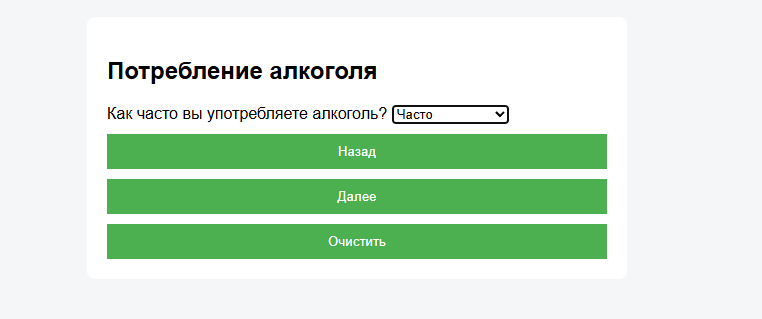 Потребление алкоголя
Как часто вы употребляете алкоголь? Часто
Назад
Далее
Очистить